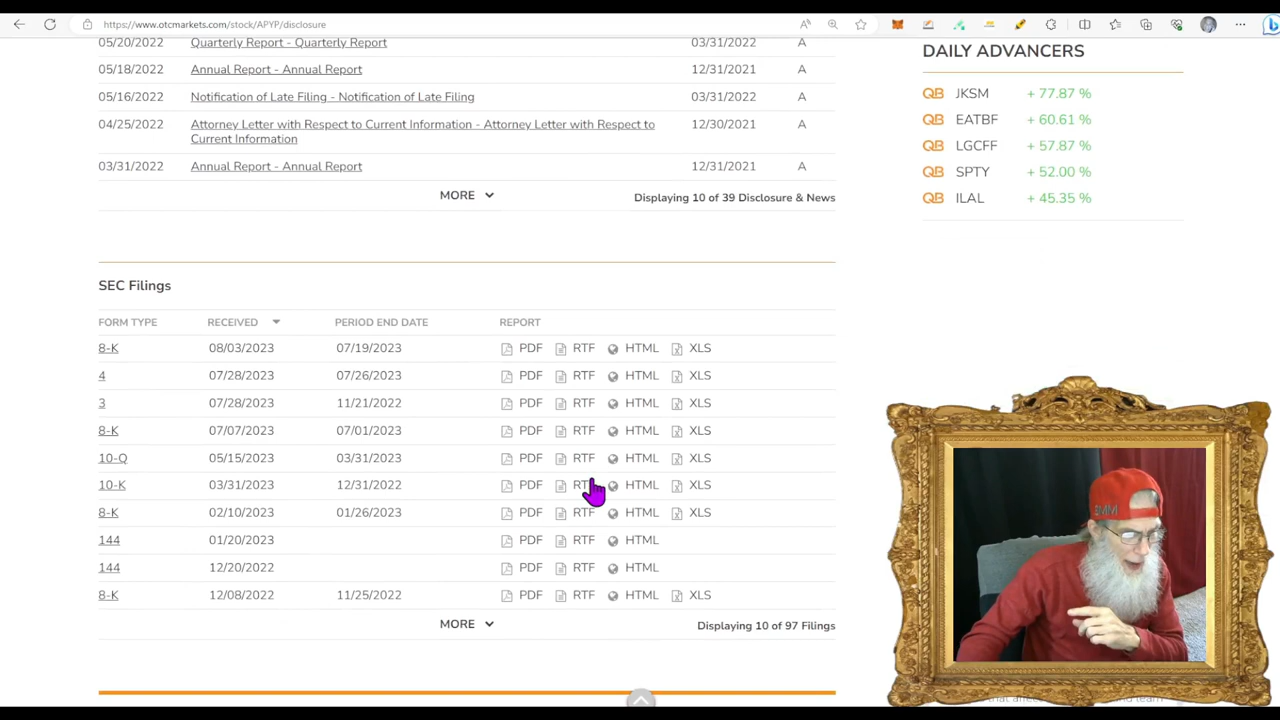 https://www.otcmarkets.com/stock/APYP/disclosure
05/20/2022 Quarterly Report - Quarterly Report 03/31/2022 A
05/18/2022 Annual Report - Annual Report 12/31/2021 A
05/16/2022 Notification of Late Filing - Notification of Late Filing 03/31/2022 A
04/25/2022 Attorney Letter with Respect to Current Information - Attorney Letter with Respect to 12/30/2021 A
Current Information
03/31/2022 Annual Report - Annual Report 12/31/2021 A
MORE
Displaying 10 of 39 Disclosure & News
DAILY ADVANCERS
QB JKSM + 77.87 %
QB EATBF + 60.61 %
QB LGCFF + 57.87 %
QB SPTY + 52.00 %
QB ILAL + 45.35 %
SEC Filings
FORM TYPE RECEIVED PERIOD END DATE REPORT
8-K 08/03/2023 07/19/2023 PDF RTF HTML XLS
4 07/28/2023 07/26/2023 PDF RTF HTML XLS
3 07/28/2023 11/21/2022 PDF RTF HTML XLS
8-K 07/07/2023 07/01/2023 PDF RTF HTML XLS
10-Q 05/15/2023 03/31/2023 PDF RTF HTML XLS
10-K 03/31/2023 12/31/2022 PDF RTF HTML XLS
8-K 02/10/2023 01/26/2023 PDF RTF HTML XLS
144 01/20/2023 PDF RTF HTML
144 12/20/2022 PDF RTF HTML
8-K 12/08/2022 11/25/2022 PDF RTF HTML XLS
MORE
Displaying 10 of 97 Filings